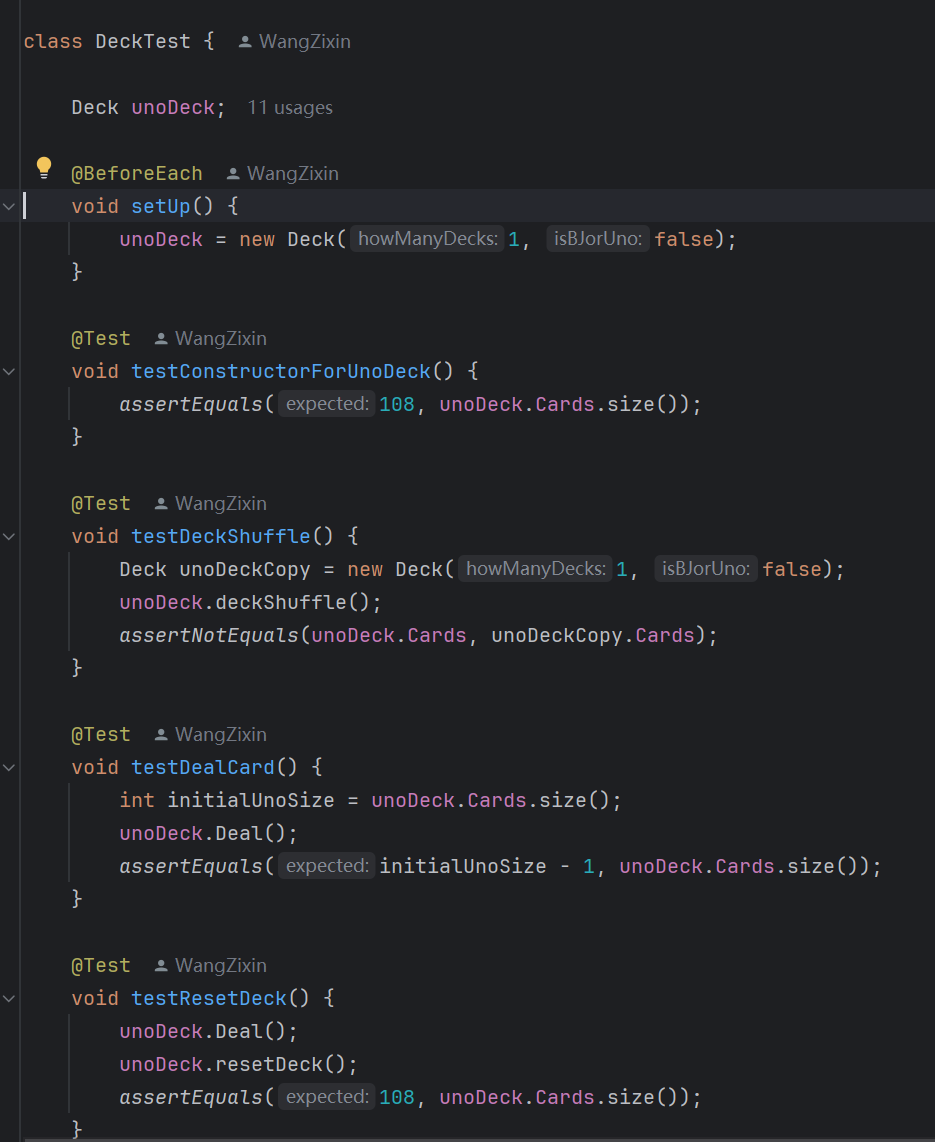 class DeckTest {  WangZixin
Deck unoDeck;  11 usages
@BeforeEach  WangZixin
void setUp() {
unoDeck = new Deck( howManyDecks: 1,  isBJorUno: false);
}
@Test  WangZixin
void testConstructorForUnoDeck() {
assertEquals( expected: 108, unoDeck.Cards.size());
}
@Test  WangZixin
void testDeckShuffle() {
Deck unoDeckCopy = new Deck( howManyDecks: 1,  isBJorUno: false);
unoDeck.deckShuffle();
assertNotEquals(unoDeck.Cards, unoDeckCopy.Cards);
}
@Test  WangZixin
void testDealCard() {
int initialUnoSize = unoDeck.Cards.size();
unoDeck.Deal();
assertEquals( expected: initialUnoSize - 1, unoDeck.Cards.size());
}
@Test  WangZixin
void testResetDeck() {
unoDeck.Deal();
unoDeck.resetDeck();
assertEquals( expected: 108, unoDeck.Cards.size());
}